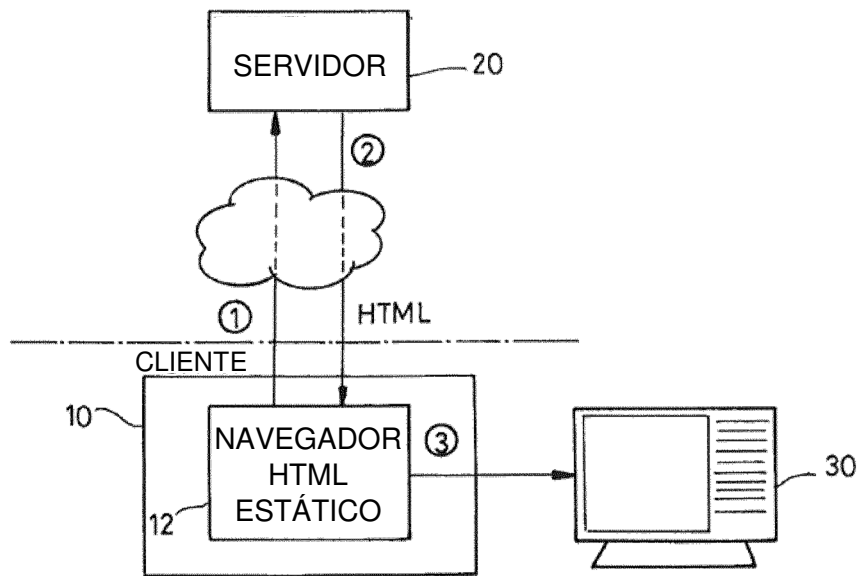 SERVIDOR
20
②
①
HTML
CLIENTE
10
NAVEGADOR
HTML
ESTÁTICO
12
③
30